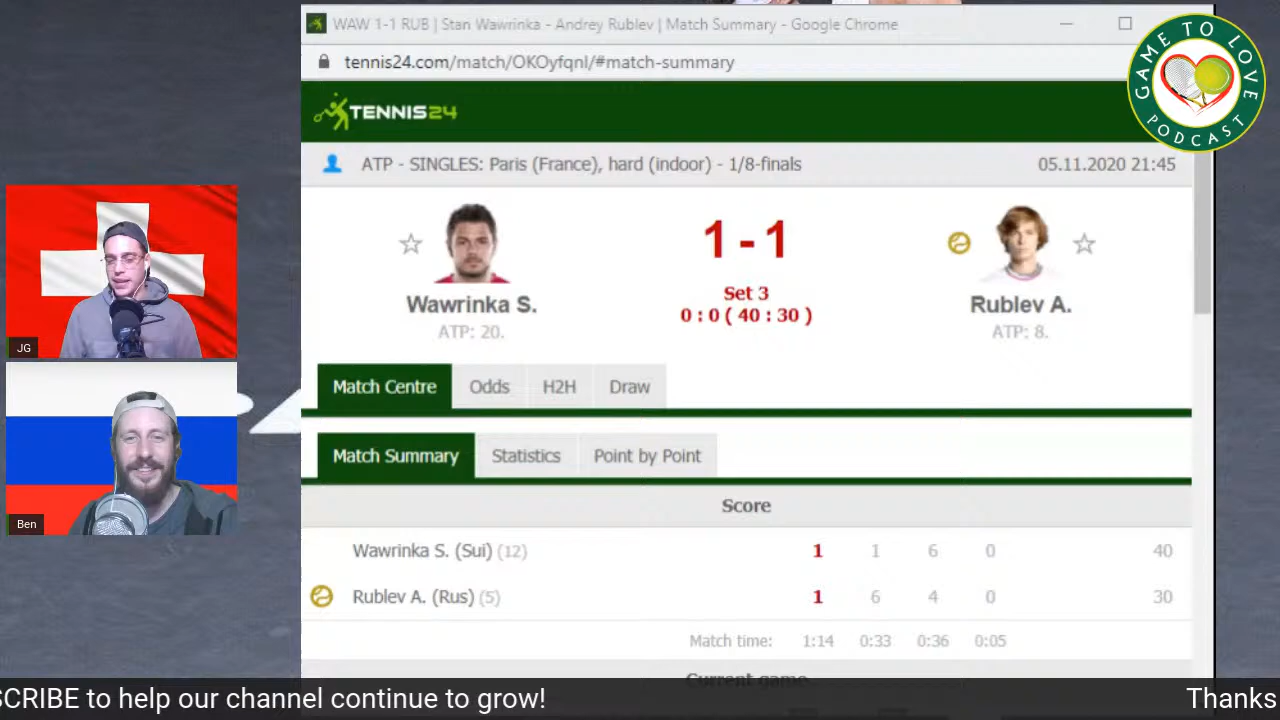 WAW 1-1 RUB | Stan Wawrinka - Andrey Rublev | Match Summary - Google Chrome
tennis24.com/match/OKOyfqnI/#match-summary
GAME TO LOVE
PODCAST
TENNIS24
ATP - SINGLES: Paris (France), hard (indoor) - 1/8-finals
05.11.2020 21:45
1 - 1
Set 3
0 : 0 ( 40 : 30 )
Wawrinka S.
ATP: 20.
Rublev A.
ATP: 8.
JG
Ben
Match Centre Odds H2H Draw
Match Summary Statistics Point by Point
Score
Wawrinka S. (Sui) (12) 1 1 6 0 40
Rublev A. (Rus) (5) 1 6 4 0 30
Match time: 1:14 0:33 0:36 0:05
Current game
SCRIBE to help our channel continue to grow!
Thanks